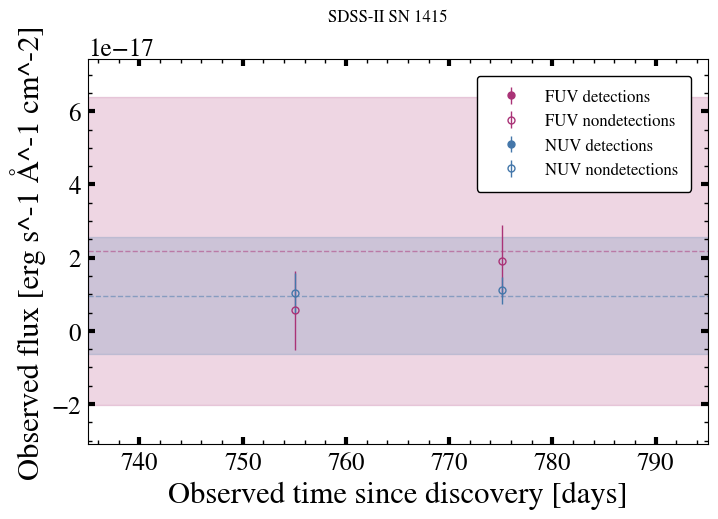 SDSS-II SN 1415
1e−17
Observed flux [erg s^-1 Å^-1 cm^-2]
6
4
2
0
−2
FUV detections
FUV nondetections
NUV detections
NUV nondetections
740 750 760 770 780 790
Observed time since discovery [days]